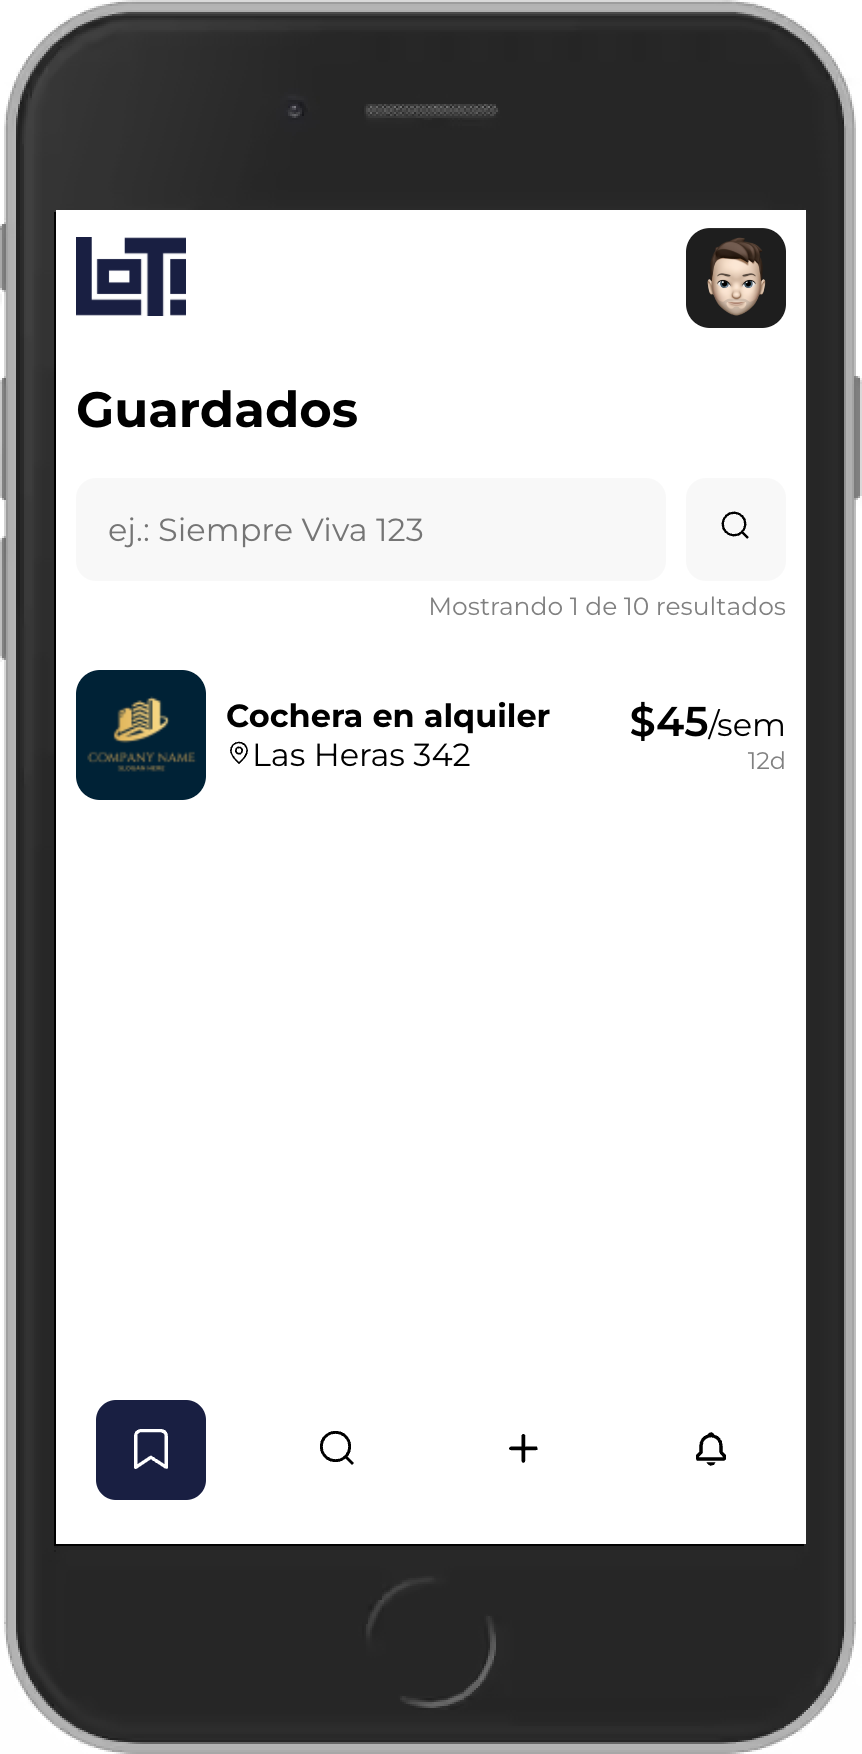 LOT!
Guardados
ej.: Siempre Viva 123
Mostrando 1 de 10 resultados
COMPANY NAME
SLOGAN HERE
Cochera en alquiler
$45/sem
Las Heras 342
12d